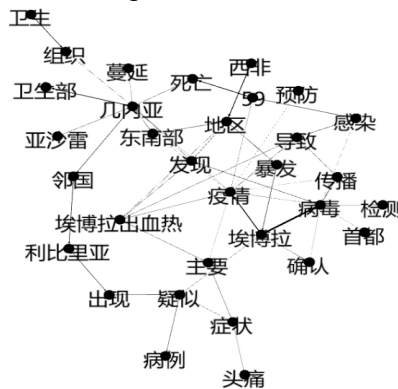 卫生
组织
蔓延
西非
死亡
59
预防
卫生部
几内亚
地区
感染
亚沙雷
东南部
导致
发现
暴发
邻国
传播
疫情
病毒
检测
埃博拉出血热
埃博拉
首都
利比里亚
主要
确认
出现
疑似
症状
病例
头痛